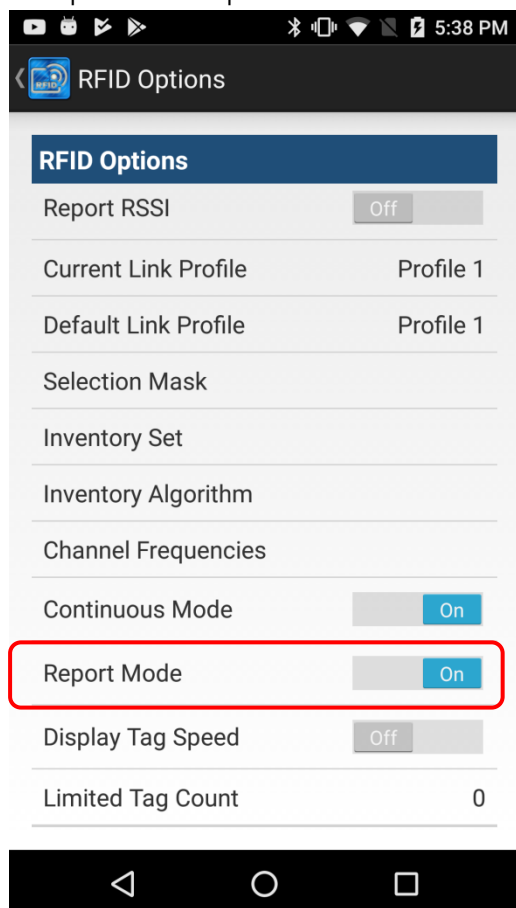 5:38 PM
RFID
RFID Options
RFID Options
Report RSSI Off
Current Link Profile Profile 1
Default Link Profile Profile 1
Selection Mask
Inventory Set
Inventory Algorithm
Channel Frequencies
Continuous Mode On
Report Mode On
Display Tag Speed Off
Limited Tag Count 0